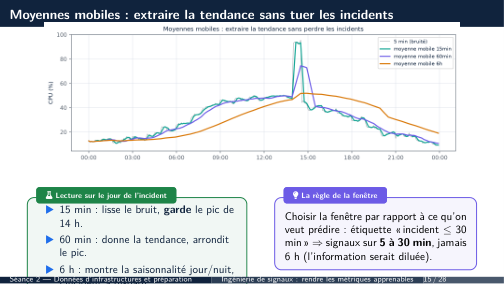 Moyennes mobiles : extraire la tendance sans tuer les incidents
Moyennes mobiles : extraire la tendance sans perdre les incidents
5 min (bruitée)
moyenne mobile 15min
moyenne mobile 60min
moyenne mobile 6h
CPU (%)
100
80
60
40
20
00:00 03:00 06:00 09:00 12:00 15:00 18:00 21:00 00:00
Lecture sur le jour de l'incident
15 min : lisse le bruit, garde le pic de
14 h.
60 min : donne la tendance, arrondit
le pic.
6 h : montre la saisonnalité jour/nuit,
La règle de la fenêtre
Choisir la fenêtre par rapport à ce qu'on
veut prédire : étiquette « incident ≤ 30
min » ⇒ signaux sur 5 à 30 min, jamais
6 h (l'information serait diluée).
Séance 2 — Données d'infrastructures et préparation
Ingénierie de signaux : rendre les métriques apprenables
15 / 28